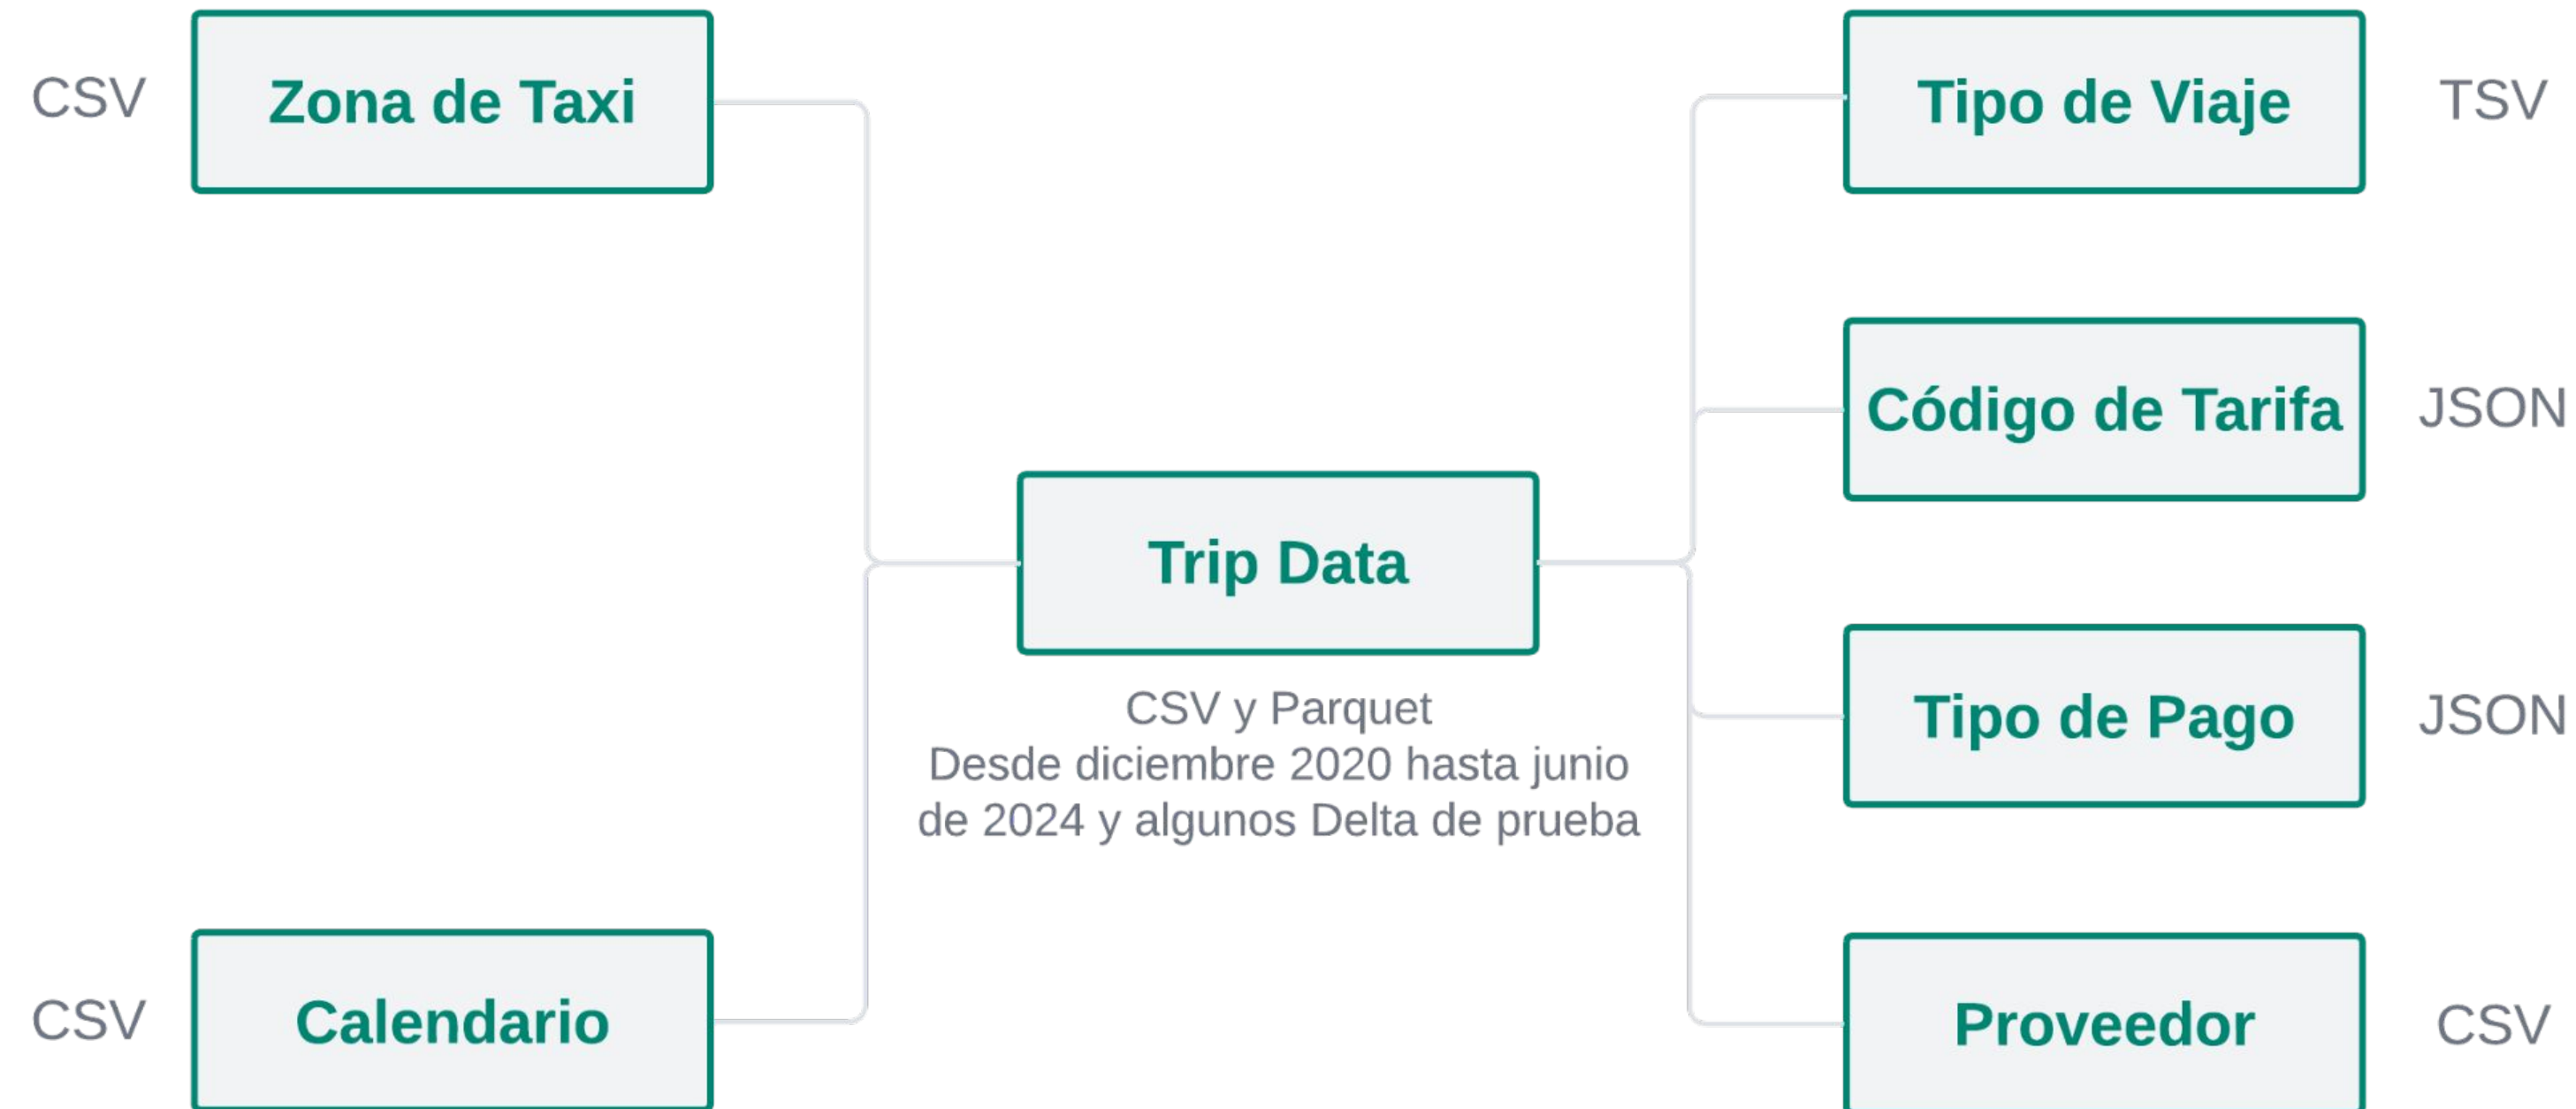 CSV
Zona de Taxi
Tipo de Viaje
TSV
Código de Tarifa
JSON
Trip Data
CSV y Parquet
Desde diciembre 2020 hasta junio
de 2024 y algunos Delta de prueba
Tipo de Pago
JSON
CSV
Calendario
Proveedor
CSV